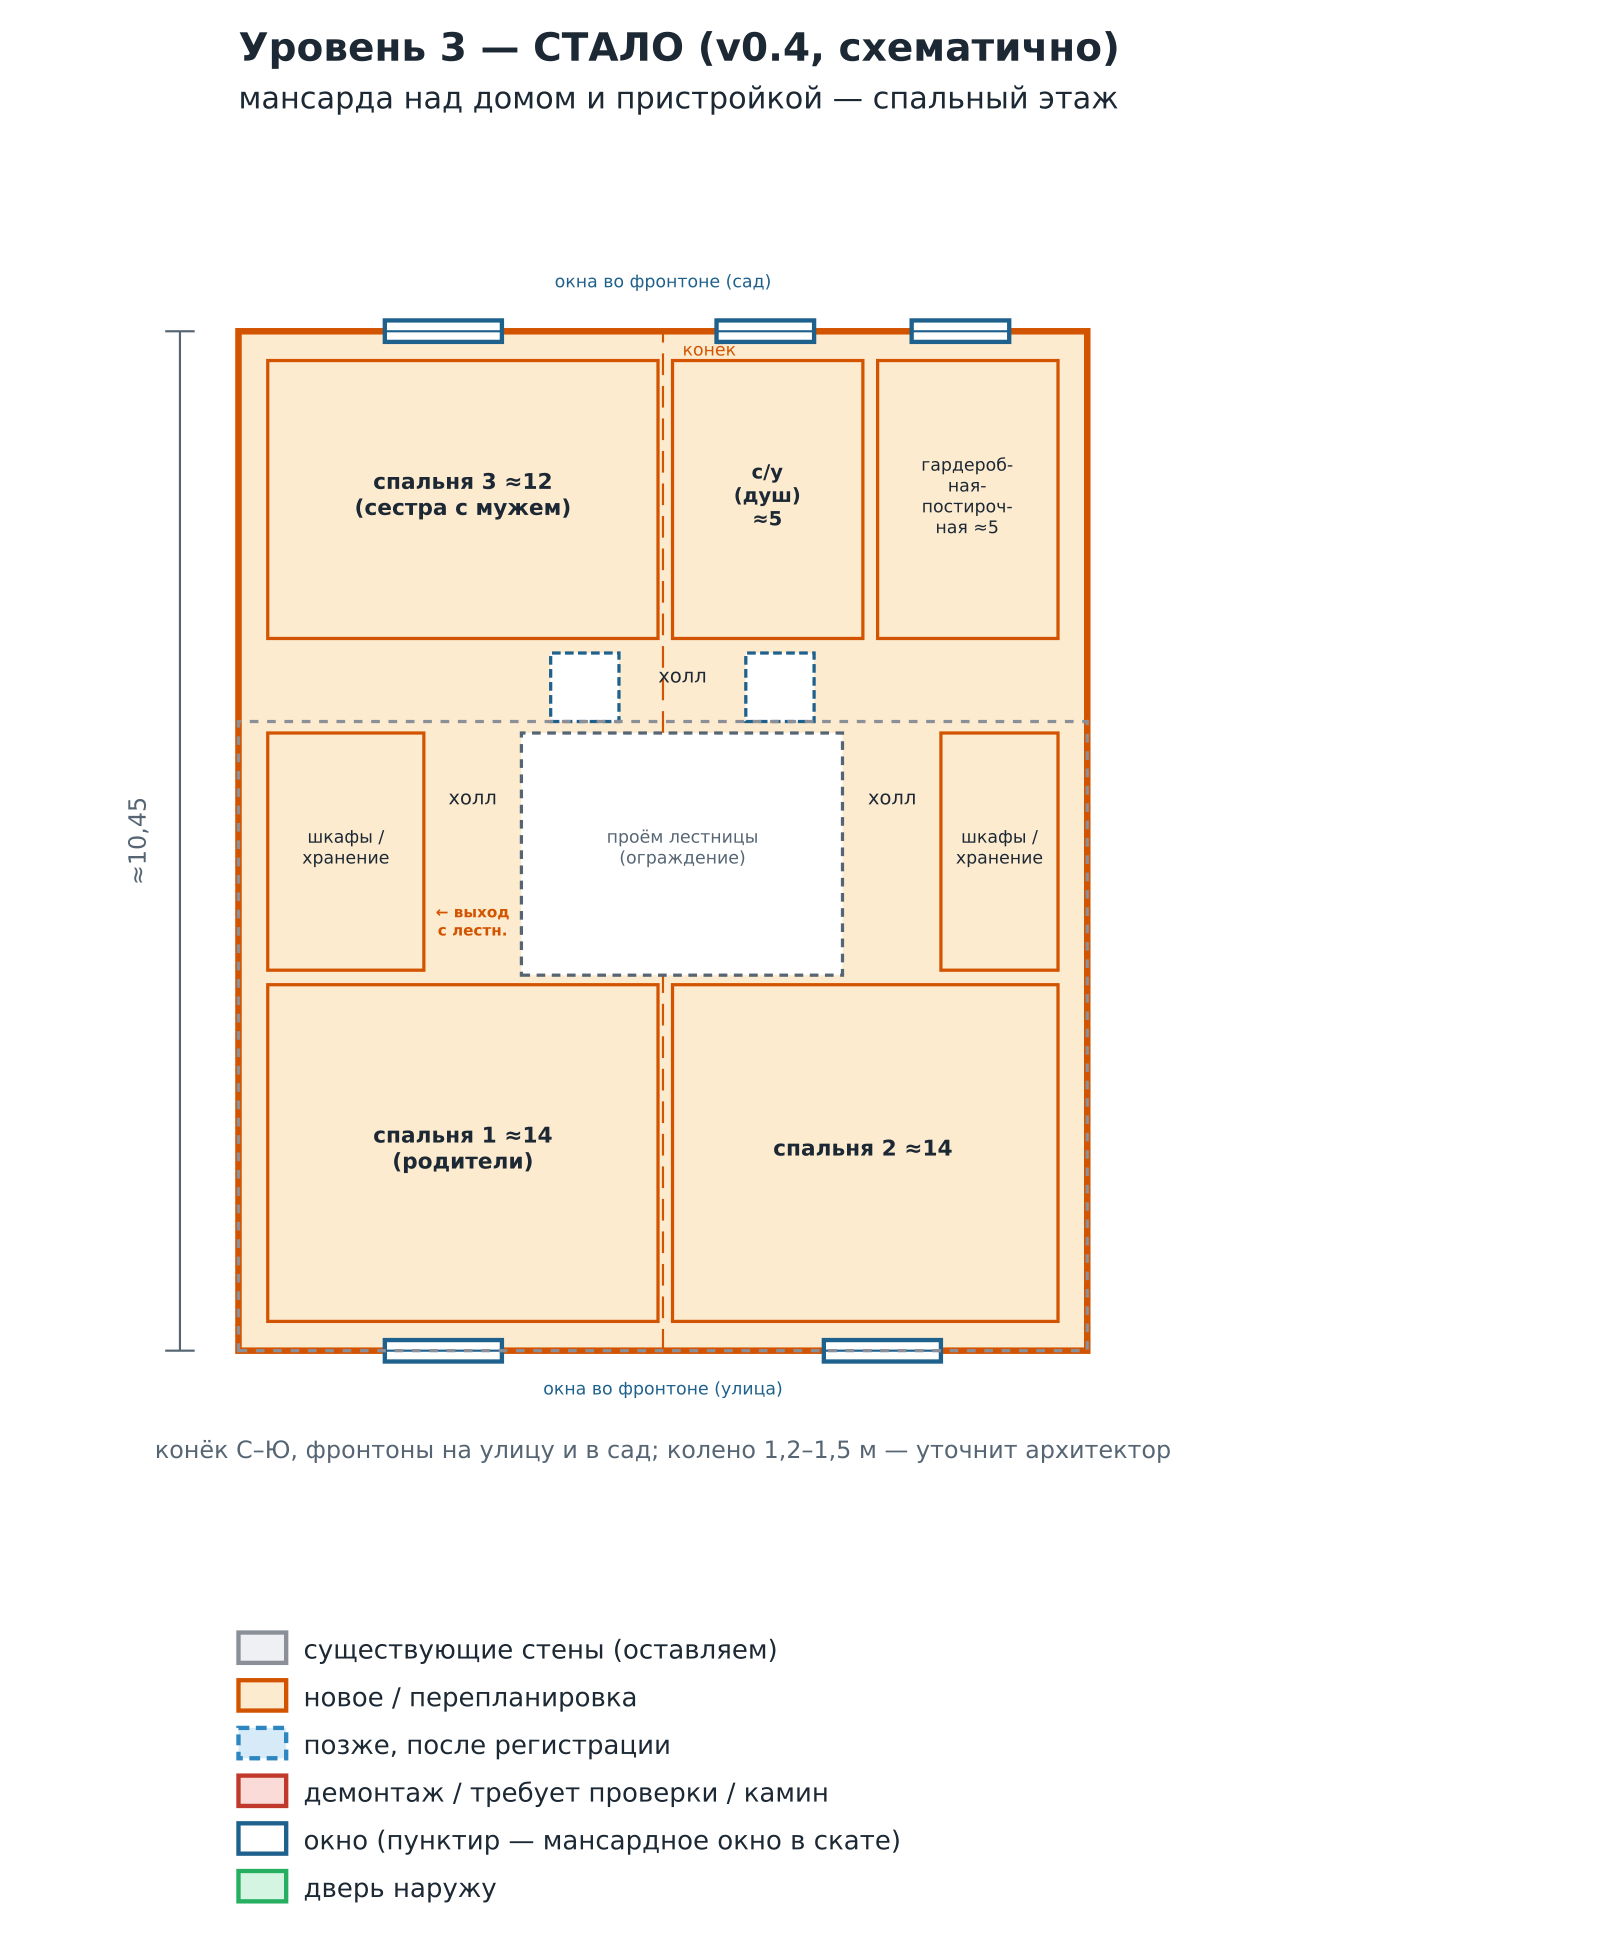 Уровень 3 — СТАЛО (v0.4, схематично)
мансарда над домом и пристройкой — спальный этаж
окна во фронтоне (сад)
конёк
спальня 3 ≈12
(сестра с мужем)
с/у
(душ)
≈5
гардероб-
ная-
постироч-
ная ≈5
холл
холл
холл
шкафы /
хранение
проём лестницы
(ограждение)
шкафы /
хранение
≈10,45
← выход
с лестн.
спальня 1 ≈14
(родители)
спальня 2 ≈14
окна во фронтоне (улица)
конёк С–Ю, фронтоны на улицу и в сад; колено 1,2–1,5 м — уточнит архитектор
существующие стены (оставляем)
новое / перепланировка
позже, после регистрации
демонтаж / требует проверки / камин
окно (пунктир — мансардное окно в скате)
дверь наружу